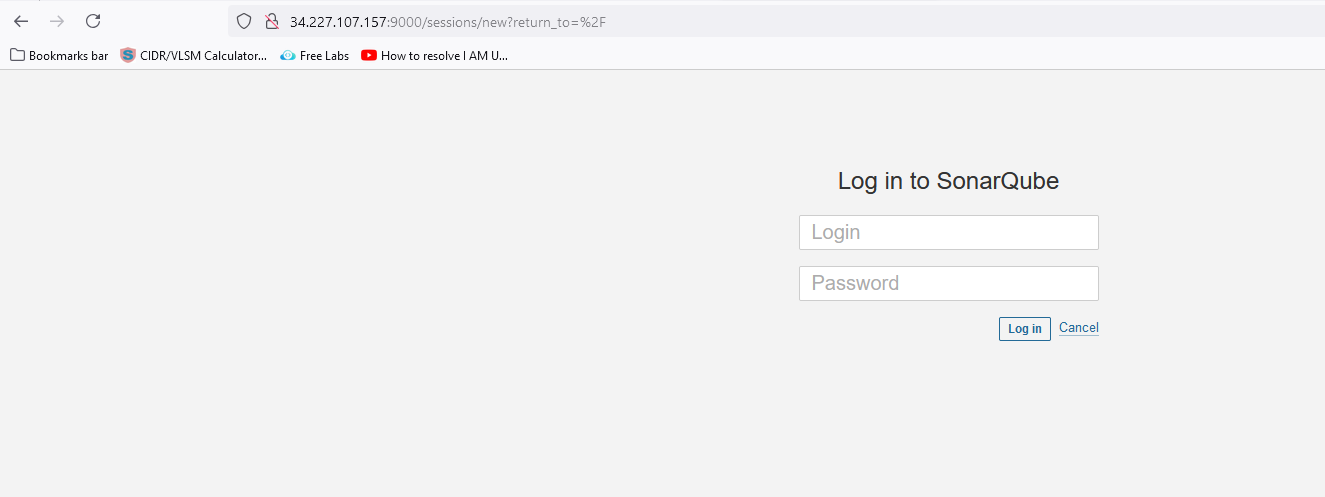 34.227.107.157:9000/sessions/new?return_to=%2F
Bookmarks bar CIDR/VLSM Calculator... Free Labs How to resolve I AM U...
Log in to SonarQube
Login
Password
Log in Cancel